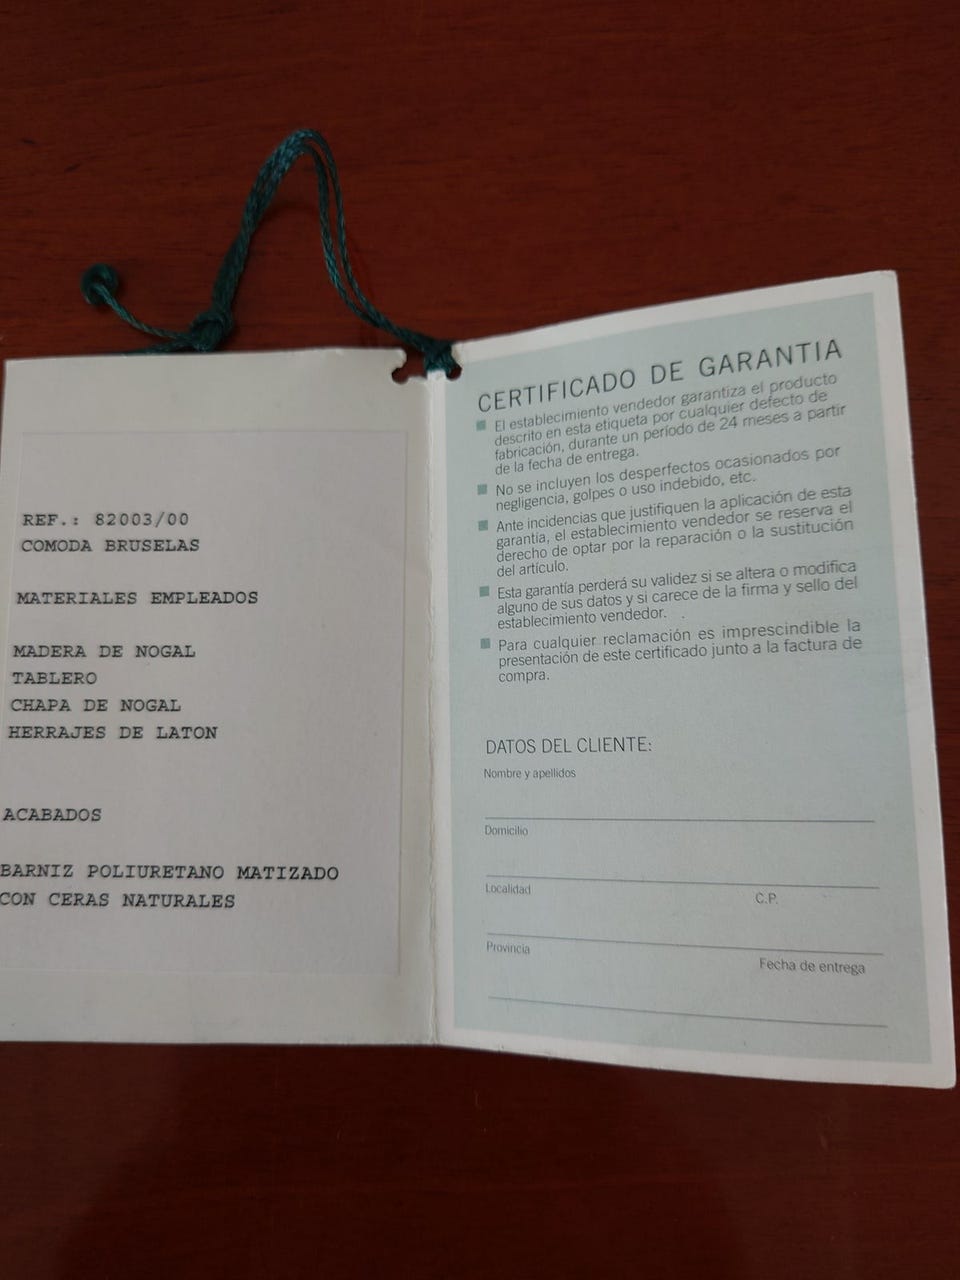 REF.: 82003/00
COMODA BRUSELAS
MATERIALES EMPLEADOS
MADERA DE NOGAL
TABLERO
CHAPA DE NOGAL
HERRAJES DE LATON
ACABADOS
BARNIZ POLIURETANO MATIZADO
CON CERAS NATURALES
CERTIFICADO DE GARANTIA
El establecimiento vendedor garantiza el producto
descrito en esta etiqueta por cualquier defecto de
fabricación, durante un período de 24 meses a partir
de la fecha de entrega.
No se incluyen los desperfectos ocasionados por
negligencia, golpes o uso indebido, etc.
Ante incidencias que justifiquen la aplicación de esta
garantía, el establecimiento vendedor se reserva el
derecho de optar por la reparación o la sustitución
del artículo.
Esta garantía perderá su validez si se altera o modifica
alguno de sus datos y si carece de la firma y sello del
establecimiento vendedor.
Para cualquier reclamación es imprescindible la
presentación de este certificado junto a la factura de
compra.
DATOS DEL CLIENTE:
Nombre y apellidos
Domicilio
Localidad C.P.
Provincia Fecha de entrega